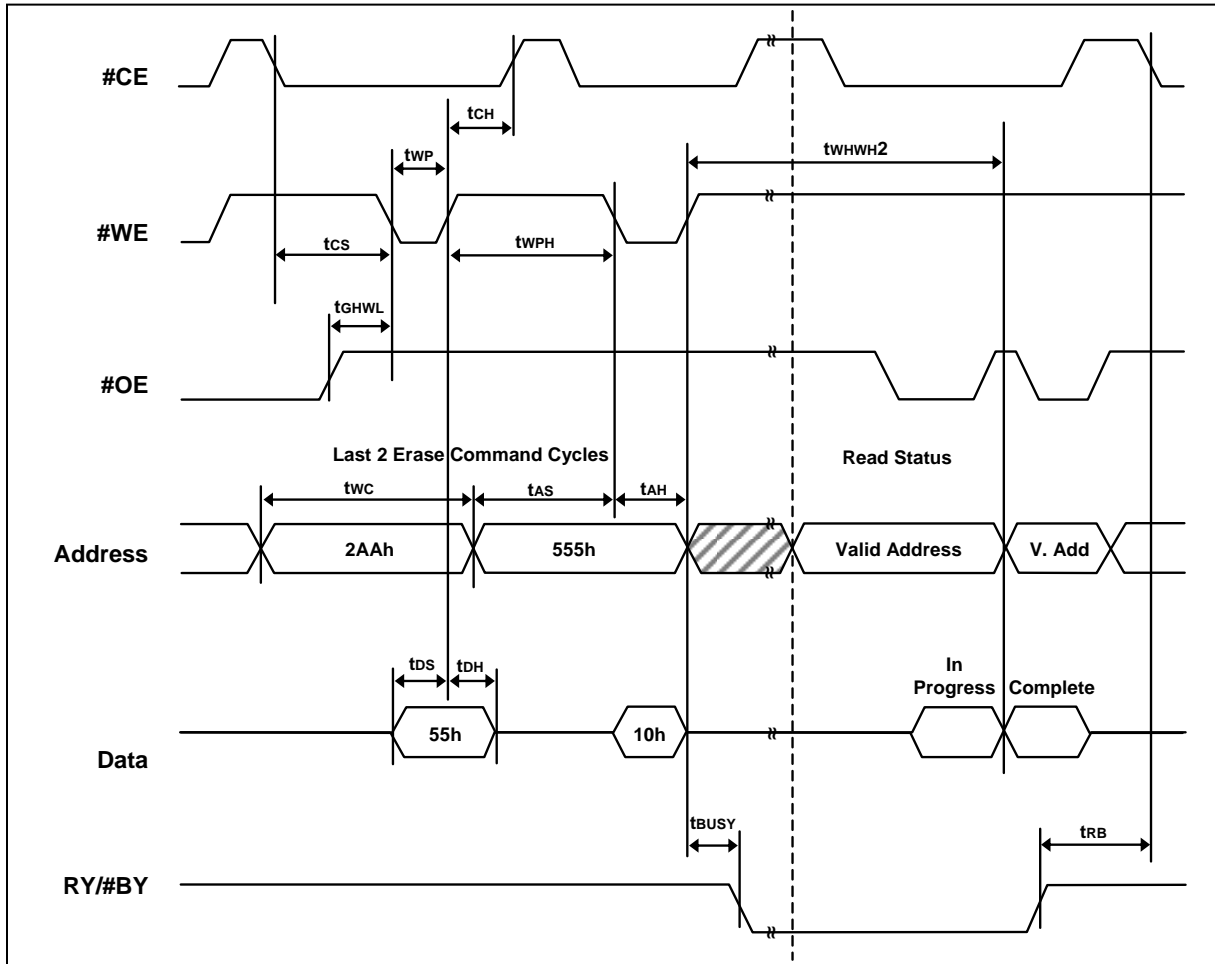 #CE
tCH
tWP
tWHWH2
#WE
tCS
tWPH
tGHWL
#OE
Last 2 Erase Command Cycles
Read Status
tWC
tAS
tAH
Address
2AAh
555h
Valid Address
V. Add
tDS
tDH
In
Progress
Complete
55h
10h
Data
tBUSY
tRB
RY/#BY